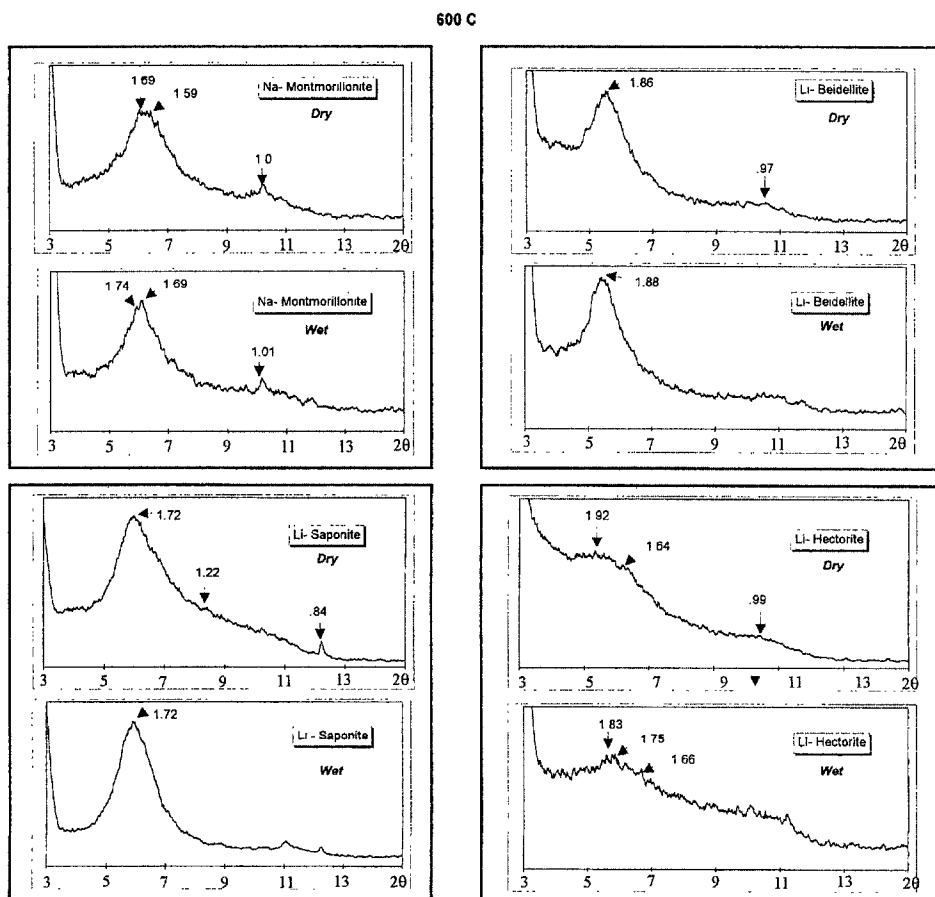 600 C
1 69
1 59
Na- Montmorillonite
Dry
1 0
3 5 7 9 11 13 2θ
1 74
1 69
Na- Montmorillonite
Wet
1.01
3 5 7 9 11 13 2θ
1.86
Li- Beidellite
Dry
.97
3 5 7 9 11 13 2θ
1.88
Li- Beidellite
Wet
3 5 7 9 11 13 2θ
1.72
Li- Saponite
Dry
1.22
.84
3 5 7 9 11 13 2θ
1.72
Li - Saponite
Wet
3 5 7 9 11 13 2θ
1.92
1 64
Li- Hectorite
Dry
.99
3 5 7 9 11 13 2θ
1 83
1.75
1 66
Li- Hectorite
Wet
3 5 7 9 11 13 2θ